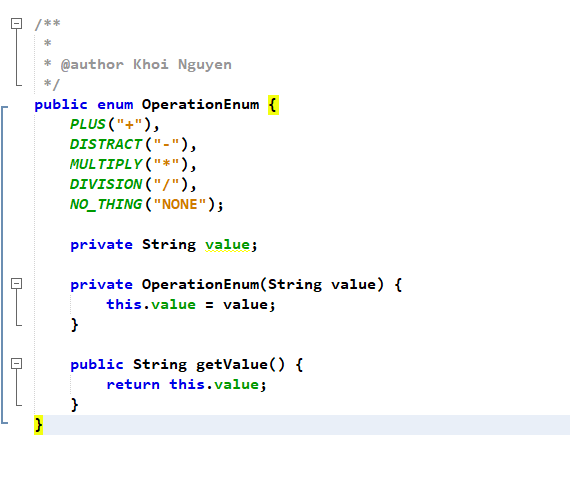 /**
 *
 * @author Khoi Nguyen
 */
public enum OperationEnum {
    PLUS("+"),
    DISTRACT("-"),
    MULTIPLY("*"),
    DIVISION("/"),
    NO_THING("NONE");

    private String value;

    private OperationEnum(String value) {
        this.value = value;
    }

    public String getValue() {
        return this.value;
    }
}